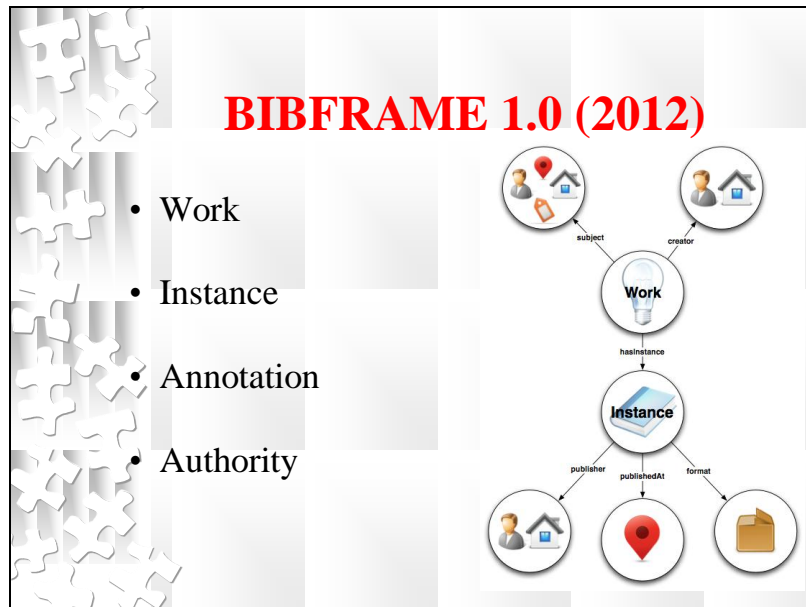 BIBFRAME 1.0 (2012)
• Work
• Instance
• Annotation
• Authority
subject
creator
Work
hasInstance
Instance
publisher
publishedAt
format